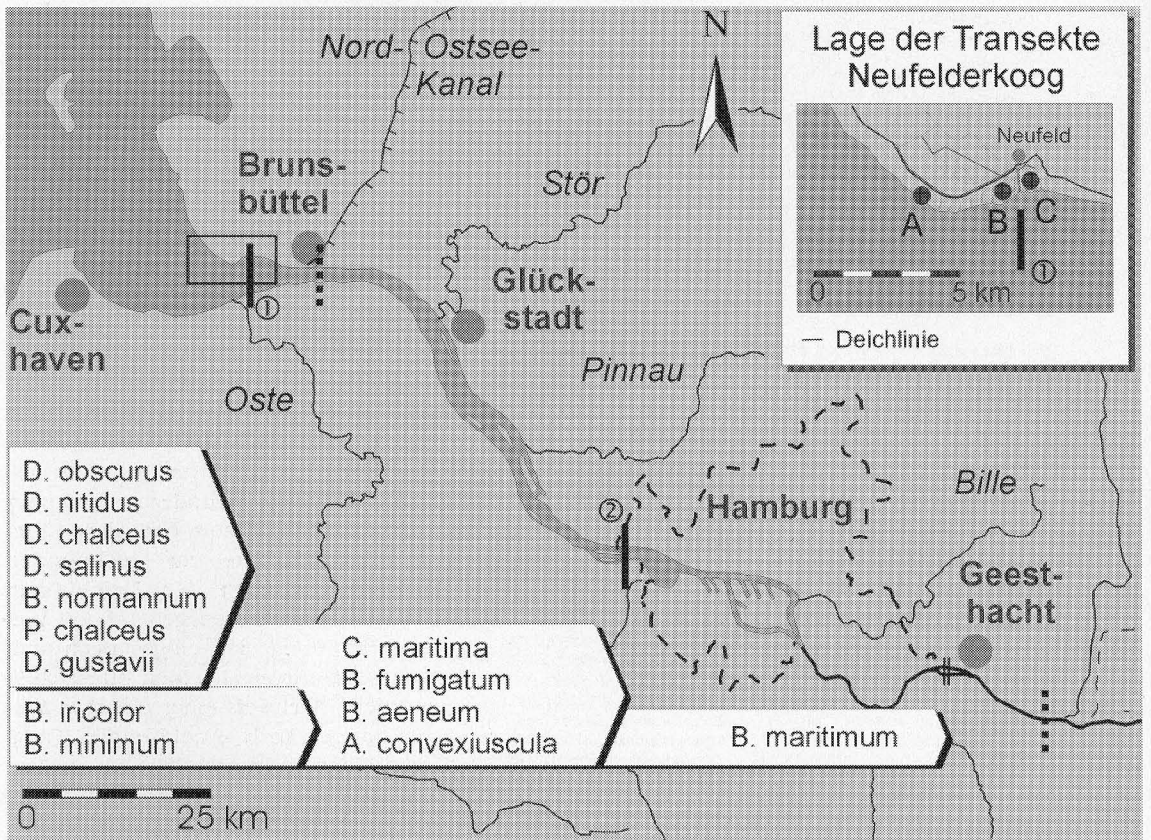 Nord- Ostsee-
Kanal
N
Lage der Transekte
Neufelderkoog
Neufeld
A
B
C
①
0 5 km
— Deichlinie
Bruns-
büttel
Stör
①
Glück-
stadt
Cux-
haven
Pinnau
Oste
②
Hamburg
Bille
Geest-
hacht
D. obscurus
D. nitidus
D. chalceus
D. salinus
B. normannum
P. chalceus
D. gustavii
B. iricolor
B. minimum
C. maritima
B. fumigatum
B. aeneum
A. convexiuscula
B. maritimum
0 25 km